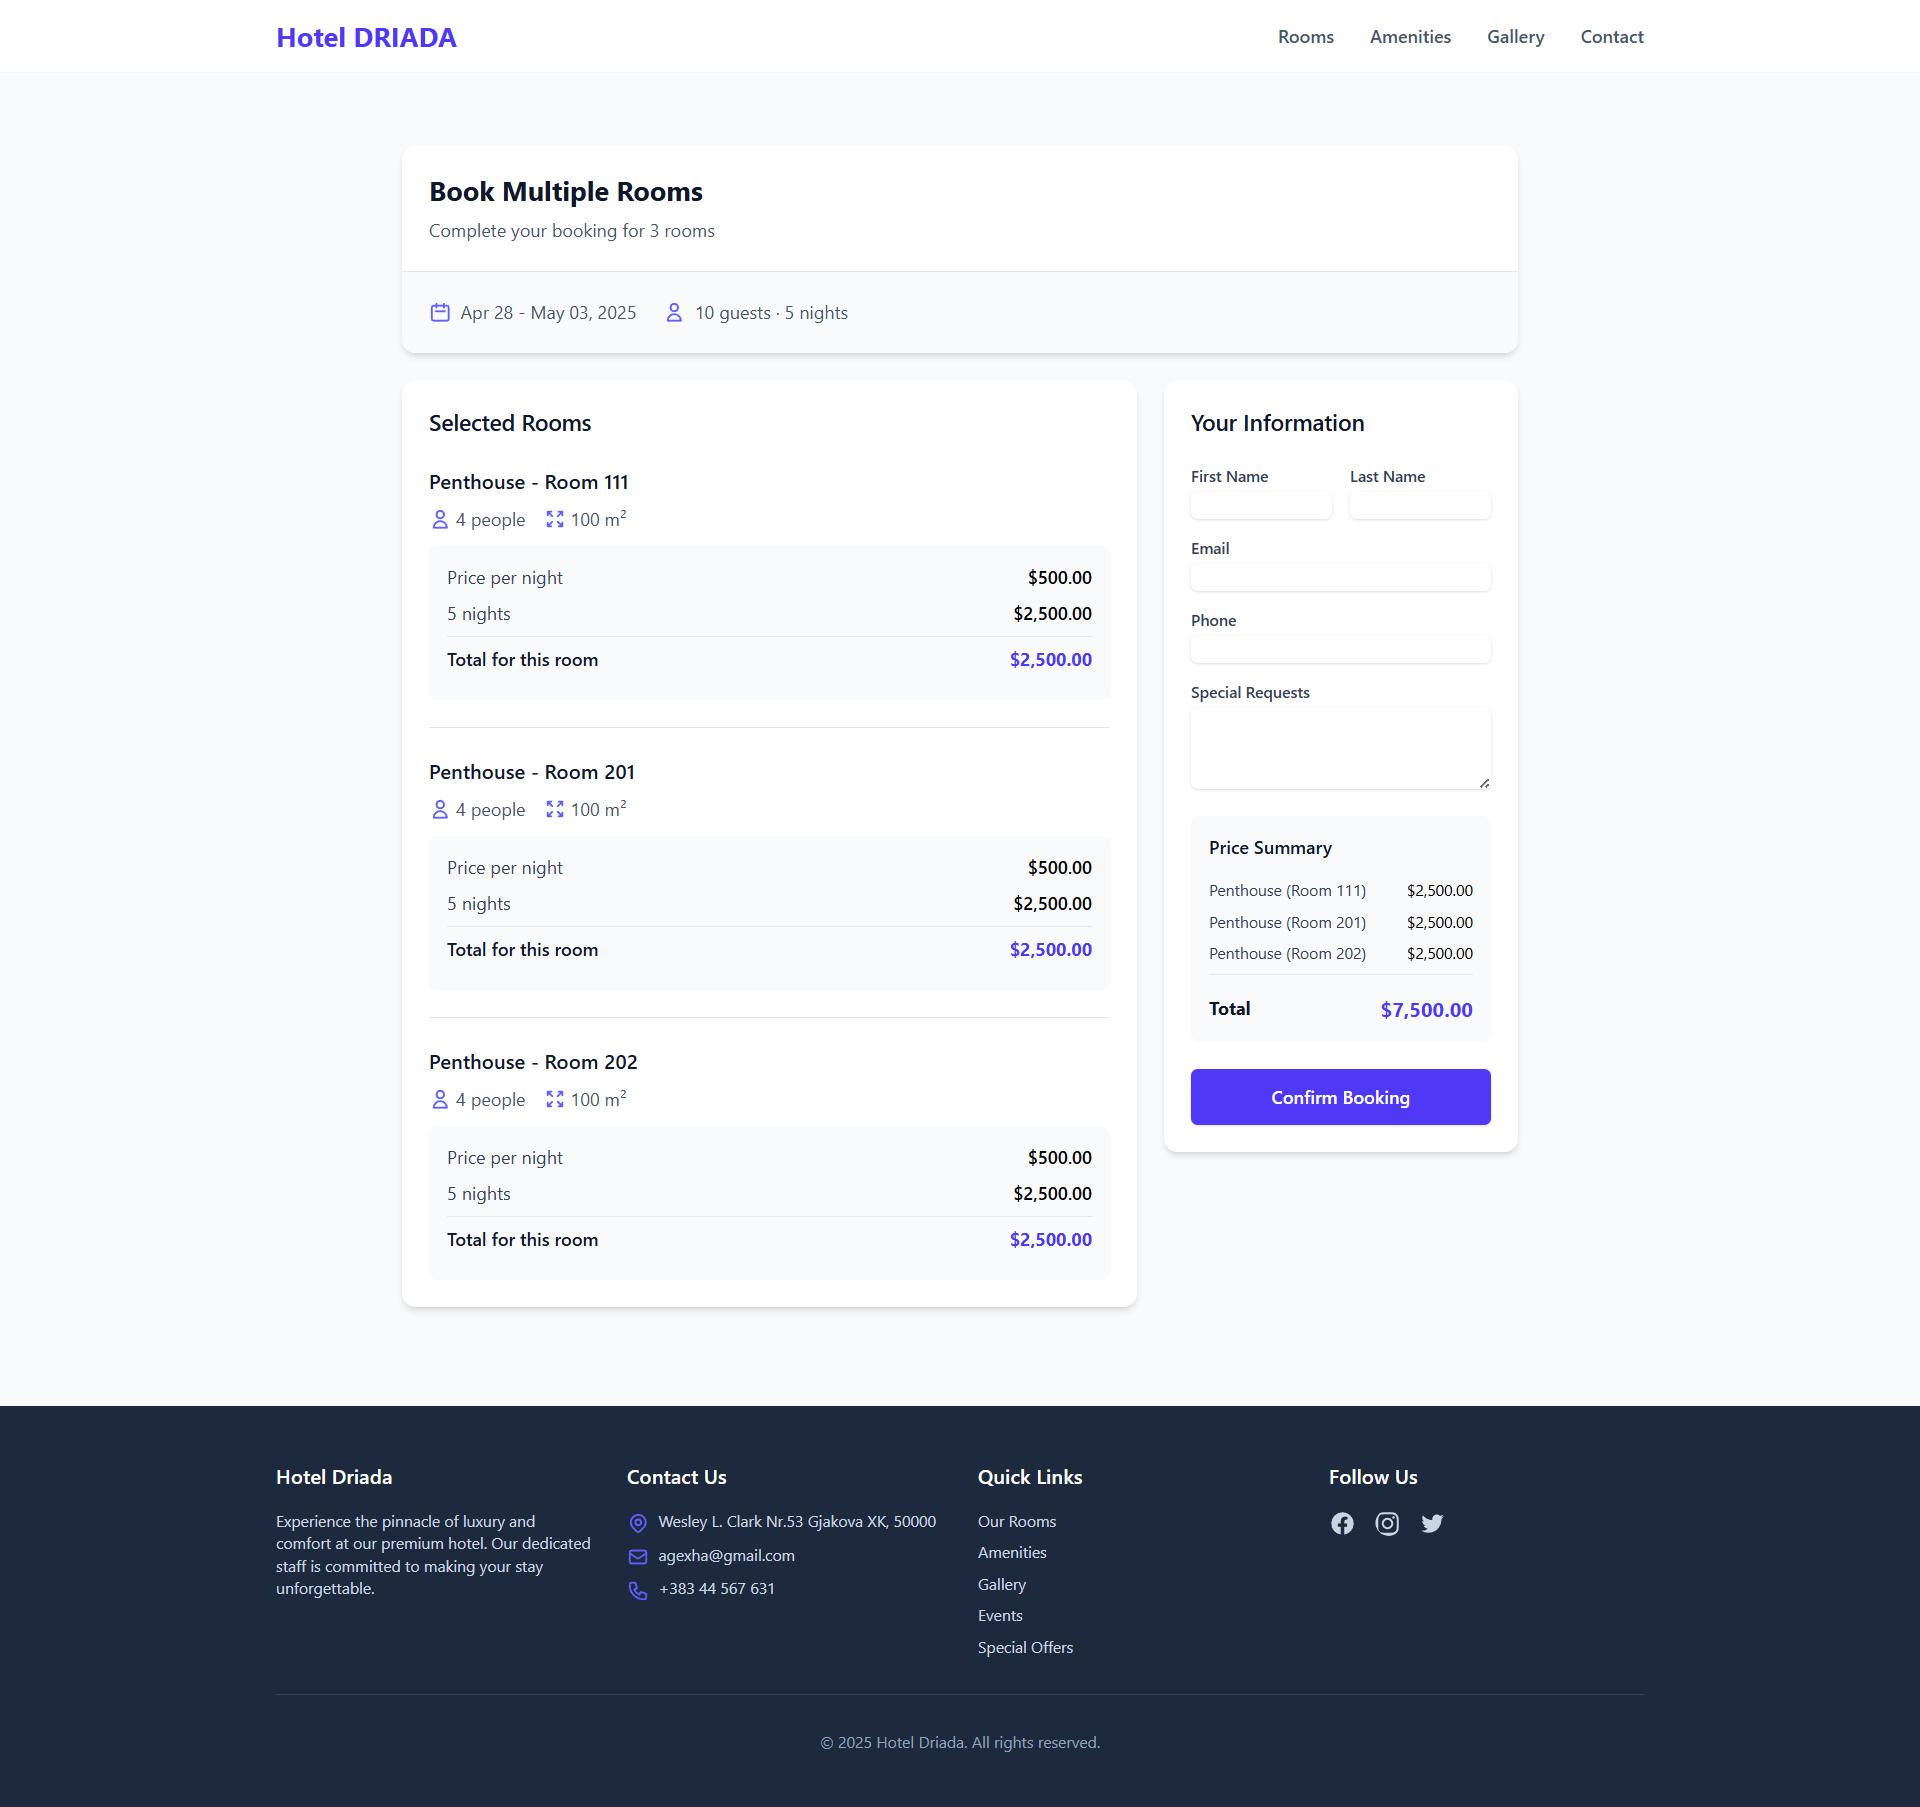 Hotel DRIADA
Rooms
Amenities
Gallery
Contact
Book Multiple Rooms
Complete your booking for 3 rooms
Apr 28 - May 03, 2025
10 guests · 5 nights
Selected Rooms
Penthouse - Room 111
4 people
100 m²
Price per night $500.00
5 nights $2,500.00
Total for this room $2,500.00
Penthouse - Room 201
4 people
100 m²
Price per night $500.00
5 nights $2,500.00
Total for this room $2,500.00
Penthouse - Room 202
4 people
100 m²
Price per night $500.00
5 nights $2,500.00
Total for this room $2,500.00
Your Information
First Name
Last Name
Email
Phone
Special Requests
Price Summary
Penthouse (Room 111) $2,500.00
Penthouse (Room 201) $2,500.00
Penthouse (Room 202) $2,500.00
Total $7,500.00
Confirm Booking
Hotel Driada
Experience the pinnacle of luxury and
comfort at our premium hotel. Our dedicated
staff is committed to making your stay
unforgettable.
Contact Us
Wesley L. Clark Nr.53 Gjakova XK, 50000
agexha@gmail.com
+383 44 567 631
Quick Links
Our Rooms
Amenities
Gallery
Events
Special Offers
Follow Us
© 2025 Hotel Driada. All rights reserved.